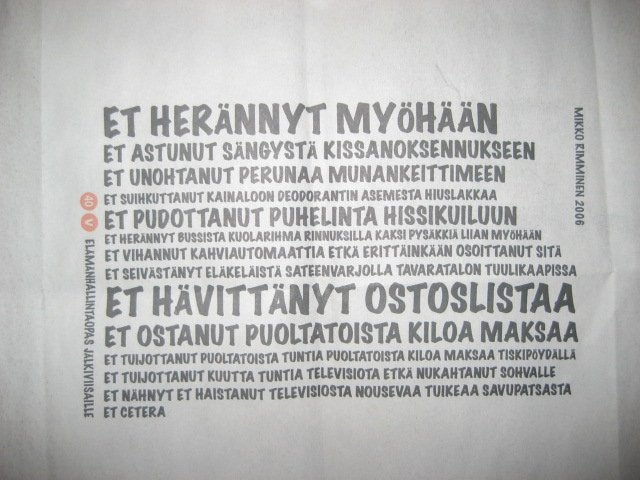 ET HERÄNNYT MYÖHÄÄN
ET ASTUNUT SÄNGYSTÄ KISSANOKSENNUKSEEN
ET UNOHTANUT PERUNAA MUNANKEITTIMEEN
ET SUIHKUTTANUT KAINALOON DEODORANTIN ASEMESTA HIUSLAKKAA
ET PUDOTTANUT PUHELINTA HISSIKUILUUN
ET HERÄNNYT BUSSISTA KUOLARIHMA RINNUKSILLA KAKSI PYSÄKKIÄ LIIAN MYÖHÄÄN
ET VIHANNUT KAHVIAUTOMAATTIA ETKÄ ERITTÄINKÄÄN OSOITTANUT SITÄ
ET SEIVÄSTÄNYT ELÄKELÄISTÄ SATEENVARJOLLA TAVARATALON TUULIKAAPISSA
ET HÄVITTÄNYT OSTOSLISTAA
ET OSTANUT PUOLTATOISTA KILOA MAKSAA
ET TUIJOTTANUT PUOLTATOISTA TUNTIA PUOLTATOISTA KILOA MAKSAA TISKIPÖYDÄLLÄ
ET TUIJOTTANUT KUUTTA TUNTIA TELEVISIOTA ETKÄ NUKAHTANUT SOHVALLE
ET NÄHNYT ET HAISTANUT TELEVISIOSTA NOUSEVAA TUIKEAA SAVUPATSASTA
ET CETERA
MIKKO RIMMINEN 2006
40 V ELÄMÄNHALLINTAOPAS JÄLKIVIISAILLE